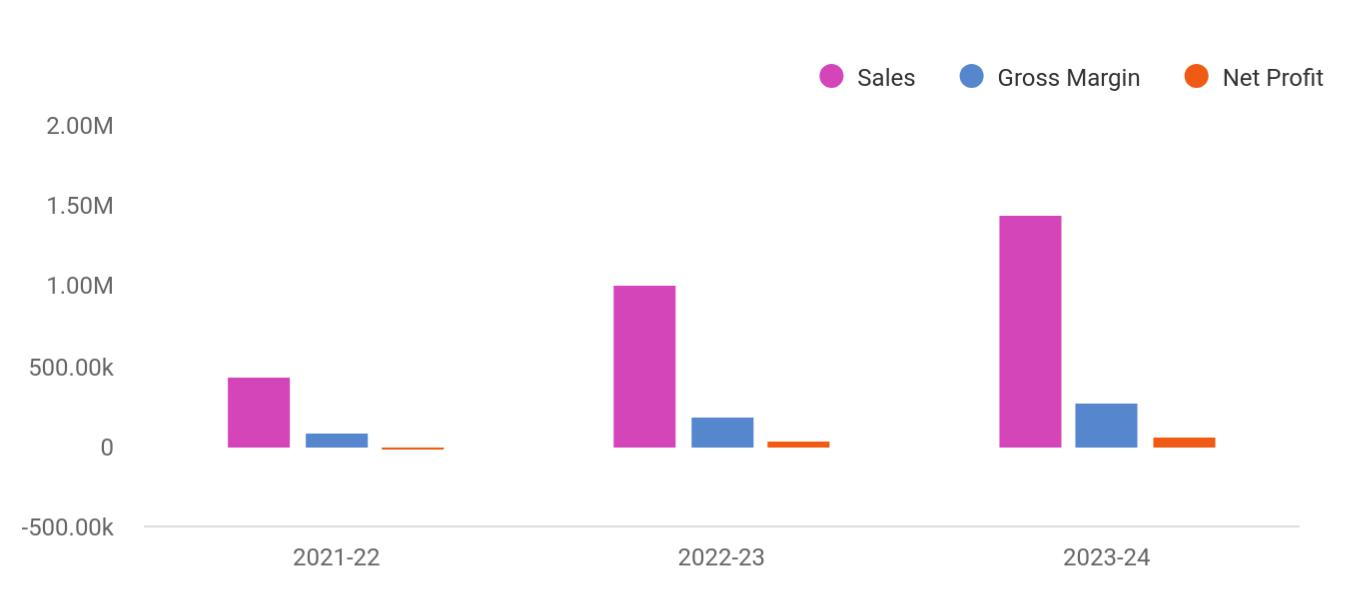 Sales Gross Margin Net Profit
2.00M
1.50M
1.00M
500.00k
0
-500.00k
2021-22 2022-23 2023-24